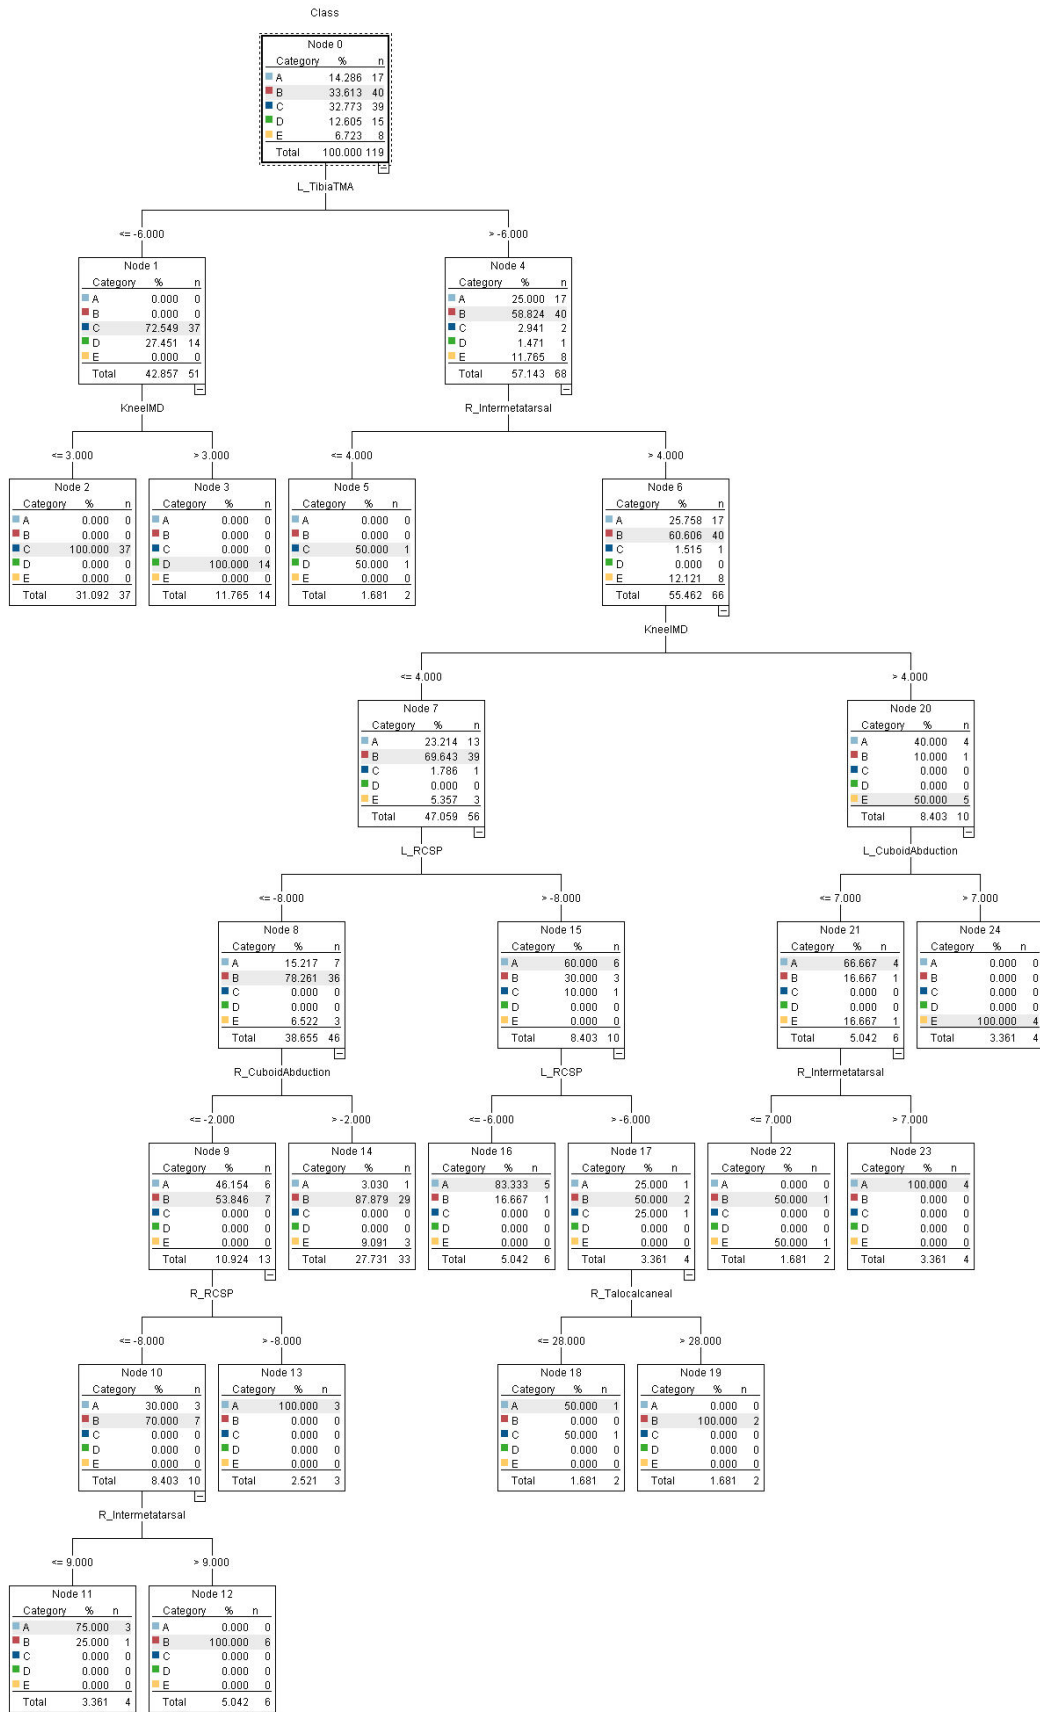 Class
Node 0
Category % n
A 14.286 17
B 33.613 40
C 32.773 39
D 12.605 15
E 6.723 8
Total 100.000 119
L_TibiaTMA
<= -6.000
> -6.000
Node 1
Category % n
A 0.000 0
B 0.000 0
C 72.549 37
D 27.451 14
E 0.000 0
Total 42.857 51
Node 4
Category % n
A 25.000 17
B 58.824 40
C 2.941 2
D 1.471 1
E 11.765 8
Total 57.143 68
KneeIMD
R_Intermetatarsal
<= 3.000
> 3.000
<= 4.000
> 4.000
Node 2
Category % n
A 0.000 0
B 0.000 0
C 100.000 37
D 0.000 0
E 0.000 0
Total 31.092 37
Node 3
Category % n
A 0.000 0
B 0.000 0
C 0.000 0
D 100.000 14
E 0.000 0
Total 11.765 14
Node 5
Category % n
A 0.000 0
B 0.000 0
C 50.000 1
D 50.000 1
E 0.000 0
Total 1.681 2
Node 6
Category % n
A 25.758 17
B 60.606 40
C 1.515 1
D 0.000 0
E 12.121 8
Total 55.462 66
KneeIMD
<= 4.000
> 4.000
Node 7
Category % n
A 23.214 13
B 69.643 39
C 1.786 1
D 0.000 0
E 5.357 3
Total 47.059 56
Node 20
Category % n
A 40.000 4
B 10.000 1
C 0.000 0
D 0.000 0
E 50.000 5
Total 8.403 10
L_RCSP
L_CuboidAbduction
<= -8.000
> -8.000
<= 7.000
> 7.000
Node 8
Category % n
A 15.217 7
B 78.261 36
C 0.000 0
D 0.000 0
E 6.522 3
Total 38.655 46
Node 15
Category % n
A 60.000 6
B 30.000 3
C 10.000 1
D 0.000 0
E 0.000 0
Total 8.403 10
Node 21
Category % n
A 66.667 4
B 16.667 1
C 0.000 0
D 0.000 0
E 16.667 1
Total 5.042 6
Node 24
Category % n
A 0.000 0
B 0.000 0
C 0.000 0
D 0.000 0
E 100.000 4
Total 3.361 4
R_CuboidAbduction
L_RCSP
R_Intermetatarsal
<= -2.000
> -2.000
<= -6.000
> -6.000
<= 7.000
> 7.000
Node 9
Category % n
A 46.154 6
B 53.846 7
C 0.000 0
D 0.000 0
E 0.000 0
Total 10.924 13
Node 14
Category % n
A 3.030 1
B 87.879 29
C 0.000 0
D 0.000 0
E 9.091 3
Total 27.731 33
Node 16
Category % n
A 83.333 5
B 16.667 1
C 0.000 0
D 0.000 0
E 0.000 0
Total 5.042 6
Node 17
Category % n
A 25.000 1
B 50.000 2
C 25.000 1
D 0.000 0
E 0.000 0
Total 3.361 4
Node 22
Category % n
A 0.000 0
B 50.000 1
C 0.000 0
D 0.000 0
E 50.000 1
Total 1.681 2
Node 23
Category % n
A 100.000 4
B 0.000 0
C 0.000 0
D 0.000 0
E 0.000 0
Total 3.361 4
R_RCSP
R_Talocalcaneal
<= -8.000
> -8.000
<= 28.000
> 28.000
Node 10
Category % n
A 30.000 3
B 70.000 7
C 0.000 0
D 0.000 0
E 0.000 0
Total 8.403 10
Node 13
Category % n
A 100.000 3
B 0.000 0
C 0.000 0
D 0.000 0
E 0.000 0
Total 2.521 3
Node 18
Category % n
A 50.000 1
B 0.000 0
C 50.000 1
D 0.000 0
E 0.000 0
Total 1.681 2
Node 19
Category % n
A 0.000 0
B 100.000 2
C 0.000 0
D 0.000 0
E 0.000 0
Total 1.681 2
R_Intermetatarsal
<= 9.000
> 9.000
Node 11
Category % n
A 75.000 3
B 25.000 1
C 0.000 0
D 0.000 0
E 0.000 0
Total 3.361 4
Node 12
Category % n
A 0.000 0
B 100.000 6
C 0.000 0
D 0.000 0
E 0.000 0
Total 5.042 6